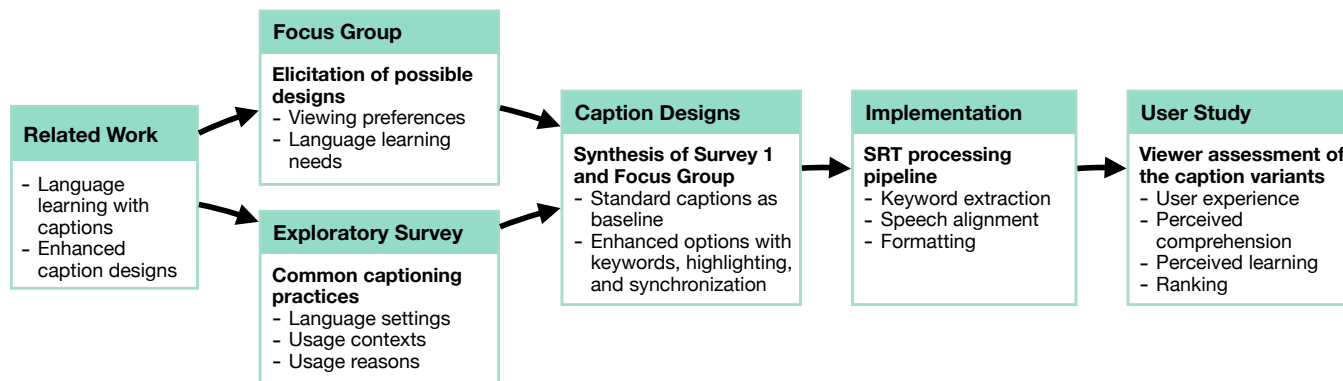 Related Work
- Language
learning with
captions
- Enhanced
caption designs
Focus Group
Elicitation of possible
designs
- Viewing preferences
- Language learning
needs
Exploratory Survey
Common captioning
practices
- Language settings
- Usage contexts
- Usage reasons
Caption Designs
Synthesis of Survey 1
and Focus Group
- Standard captions as
baseline
- Enhanced options with
keywords, highlighting,
and synchronization
Implementation
SRT processing
pipeline
- Keyword extraction
- Speech alignment
- Formatting
User Study
Viewer assessment of
the caption variants
- User experience
- Perceived
comprehension
- Perceived learning
- Ranking